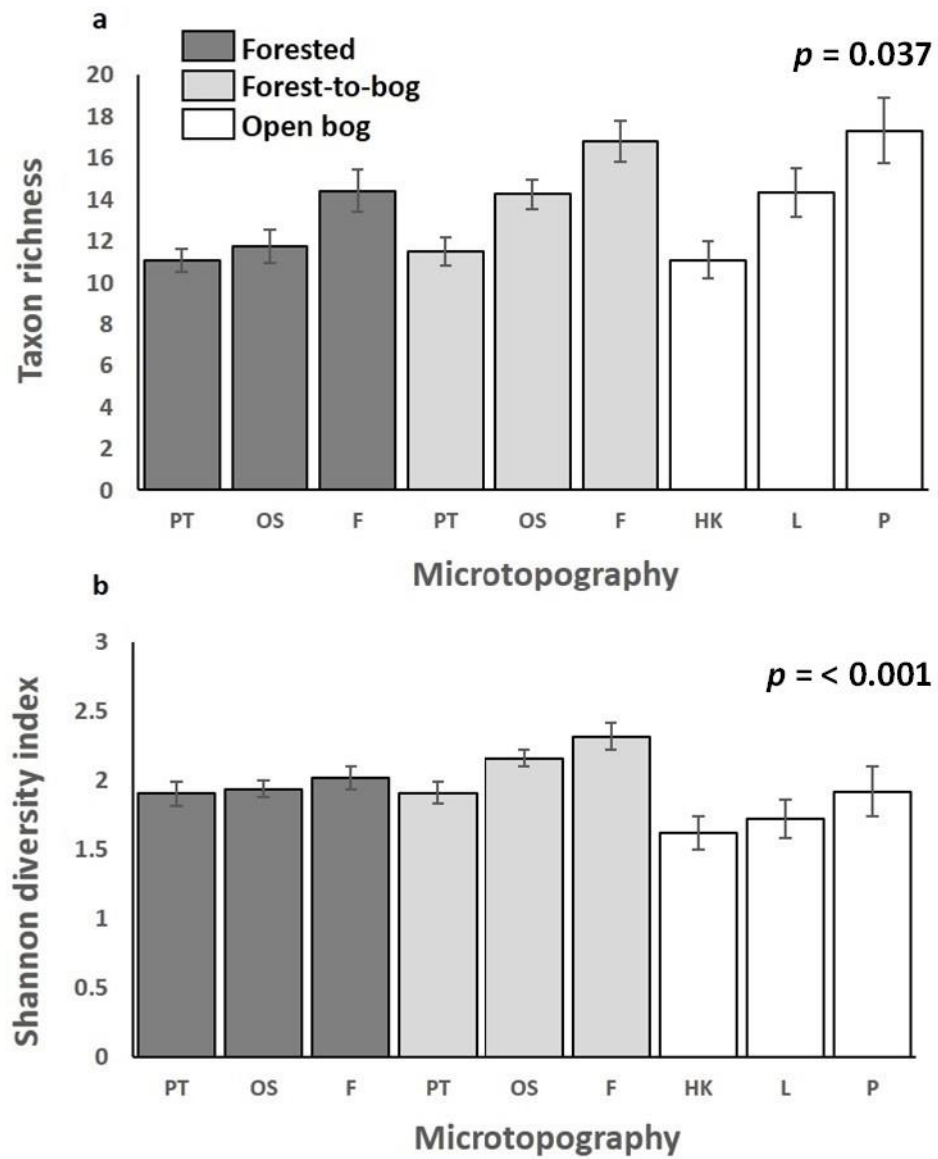 a
Forested
Forest-to-bog
Open bog
p = 0.037
Taxon richness
20
18
16
14
12
10
8
6
4
2
0
PT OS F PT OS F HK L P
Microtopography
b
p = < 0.001
Shannon diversity index
3
2.5
2
1.5
1
0.5
0
PT OS F PT OS F HK L P
Microtopography